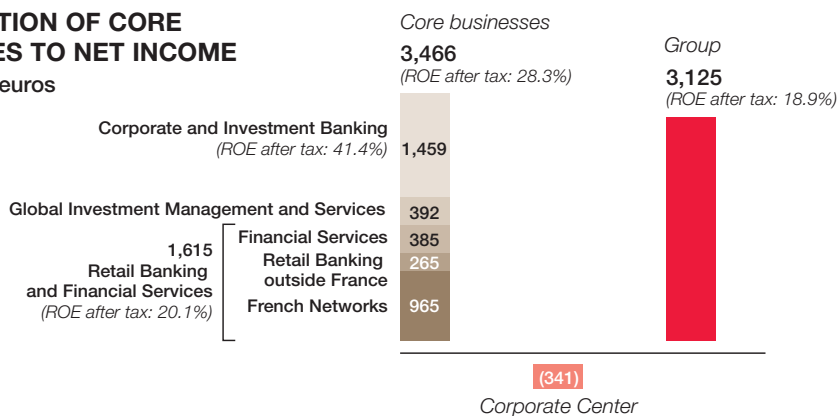 TION OF CORE
ES TO NET INCOME
euros
Core businesses
3,466
(ROE after tax: 28.3%)
Group
3,125
(ROE after tax: 18.9%)
Corporate and Investment Banking
(ROE after tax: 41.4%)
1,459
Global Investment Management and Services
392
1,615
Retail Banking
and Financial Services
(ROE after tax: 20.1%)
Financial Services
385
Retail Banking
outside France
265
French Networks
965
(341)
Corporate Center